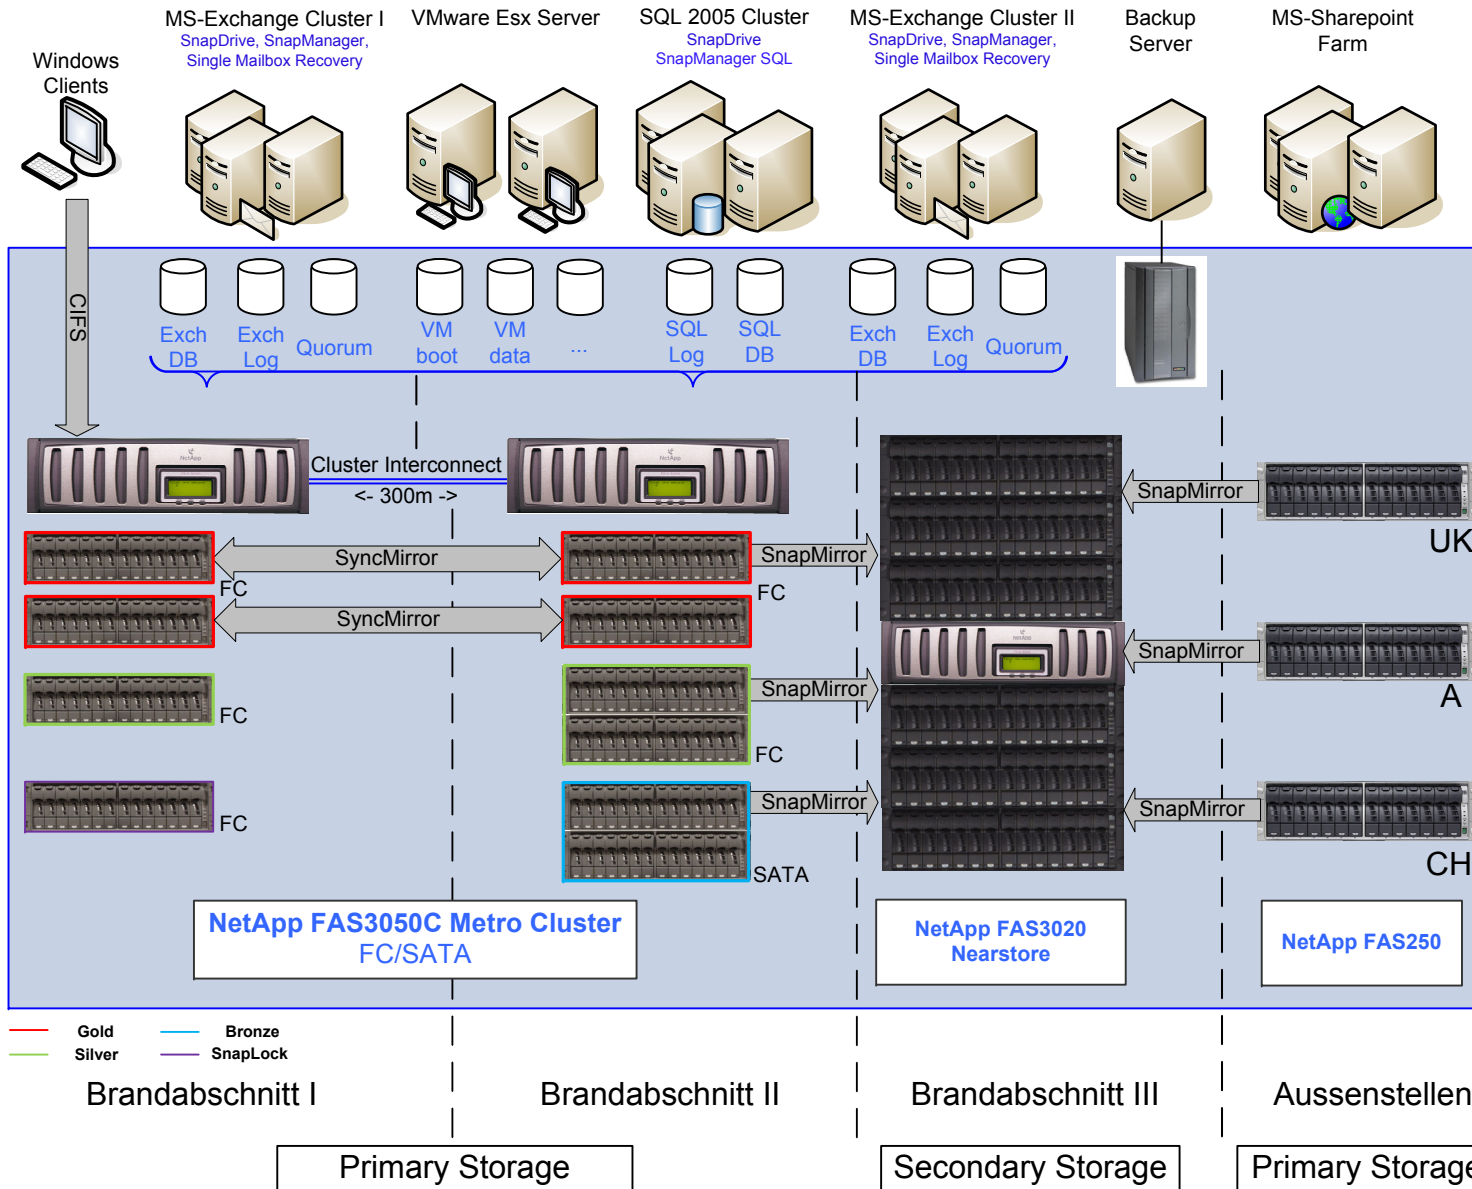 MS-Exchange Cluster I
SnapDrive, SnapManager,
Single Mailbox Recovery
VMware Esx Server
SQL 2005 Cluster
SnapDrive
SnapManager SQL
MS-Exchange Cluster II
SnapDrive, SnapManager,
Single Mailbox Recovery
Backup
Server
MS-Sharepoint
Farm
Windows
Clients
CIFS
Exch
DB
Exch
Log
Quorum
VM
boot
VM
data
...
SQL
Log
SQL
DB
Exch
DB
Exch
Log
Quorum
NetApp
Cluster Interconnect
<- 300m ->
NetApp
SnapMirror
UK
SyncMirror
SnapMirror
FC
FC
SyncMirror
NetApp
SnapMirror
A
SnapMirror
FC
FC
SnapMirror
SnapMirror
FC
SATA
CH
NetApp FAS3050C Metro Cluster
FC/SATA
NetApp FAS3020
Nearstore
NetApp FAS250
Gold
Bronze
Silver
SnapLock
Brandabschnitt I
Brandabschnitt II
Brandabschnitt III
Aussenstellen
Primary Storage
Secondary Storage
Primary Storage